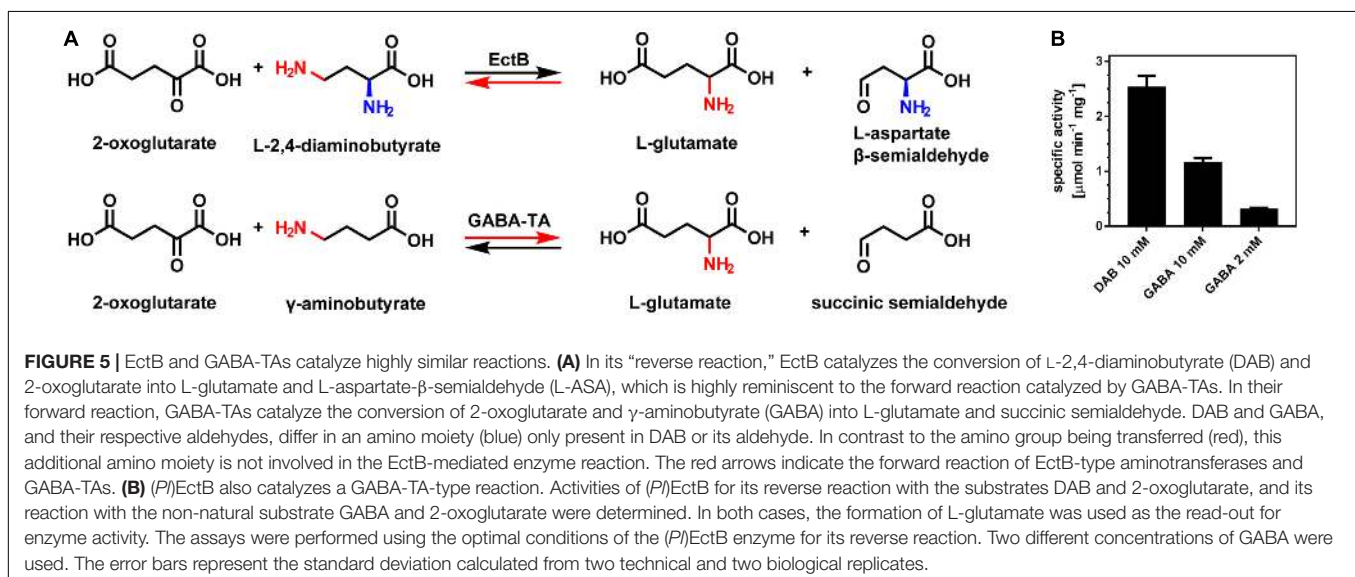 A
B
O O O O O O O
HO OH + H₂N OH EctB HO OH + OH
O NH₂ NH₂ O NH₂
2-oxoglutarate L-2,4-diaminobutyrate L-glutamate L-aspartate
β-semialdehyde
O O O O O O
HO OH + H₂N OH GABA-TA HO OH + OH
O NH₂ O
2-oxoglutarate γ-aminobutyrate L-glutamate succinic semialdehyde
specific activity
[µmol min⁻¹ mg⁻¹]
3
2
1
0
DAB 10 mM
GABA 10 mM
GABA 2 mM
FIGURE 5 | EctB and GABA-TAs catalyze highly similar reactions. (A) In its “reverse reaction,” EctB catalyzes the conversion of L-2,4-diaminobutyrate (DAB) and
2-oxoglutarate into L-glutamate and L-aspartate-β-semialdehyde (L-ASA), which is highly reminiscent to the forward reaction catalyzed by GABA-TAs. In their
forward reaction, GABA-TAs catalyze the conversion of 2-oxoglutarate and γ-aminobutyrate (GABA) into L-glutamate and succinic semialdehyde. DAB and GABA,
and their respective aldehydes, differ in an amino moiety (blue) only present in DAB or its aldehyde. In contrast to the amino group being transferred (red), this
additional amino moiety is not involved in the EctB-mediated enzyme reaction. The red arrows indicate the forward reaction of EctB-type aminotransferases and
GABA-TAs. (B) (Pl)EctB also catalyzes a GABA-TA-type reaction. Activities of (Pl)EctB for its reverse reaction with the substrates DAB and 2-oxoglutarate, and its
reaction with the non-natural substrate GABA and 2-oxoglutarate were determined. In both cases, the formation of L-glutamate was used as the read-out for
enzyme activity. The assays were performed using the optimal conditions of the (Pl)EctB enzyme for its reverse reaction. Two different concentrations of GABA were
used. The error bars represent the standard deviation calculated from two technical and two biological replicates.